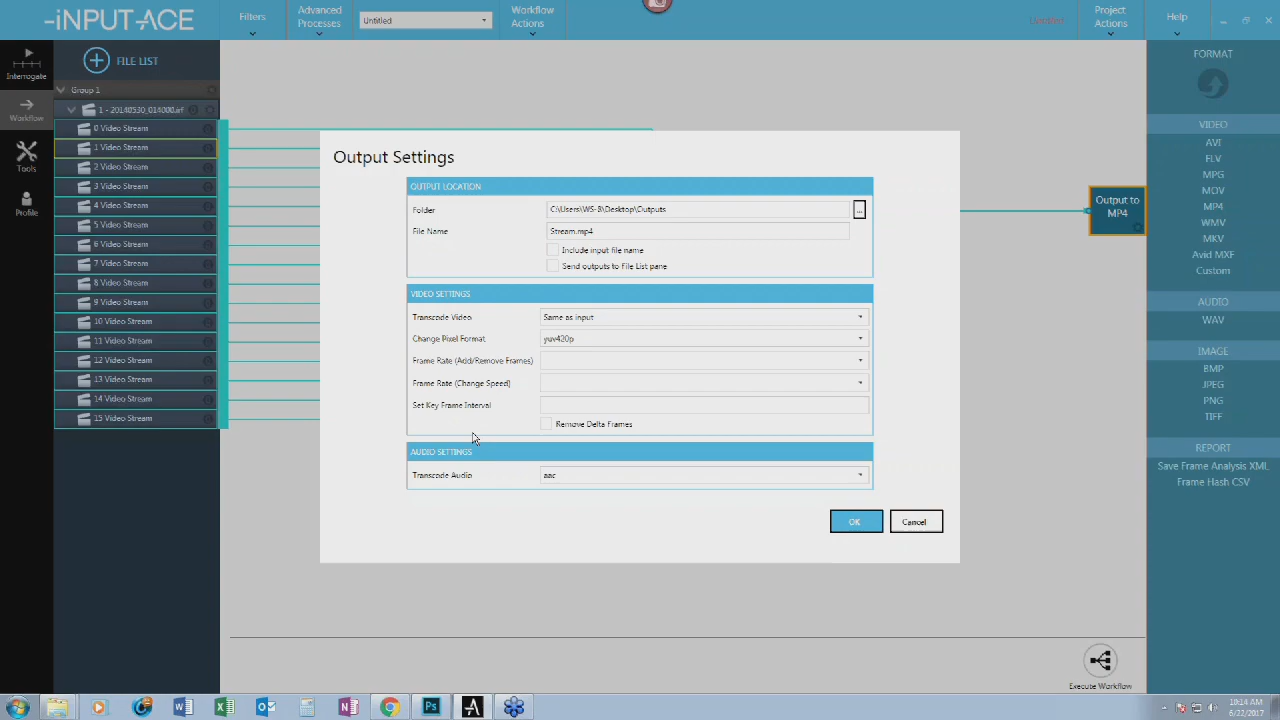 -iNPUT-ACE
Filters
Advanced
Processes
Untitled
Workflow
Actions
Untitled
Project
Actions
Help
Interrogate
Workflow
Tools
Profile
FILE LIST
Group 1
1 - 20140530_014000.irf
0 Video Stream
1 Video Stream
2 Video Stream
3 Video Stream
4 Video Stream
5 Video Stream
6 Video Stream
7 Video Stream
8 Video Stream
9 Video Stream
10 Video Stream
11 Video Stream
12 Video Stream
13 Video Stream
14 Video Stream
15 Video Stream
Output Settings
OUTPUT LOCATION
Folder C:\Users\WS-8\Desktop\Outputs ...
File Name Stream.mp4
Include input file name
Send outputs to File List pane
VIDEO SETTINGS
Transcode Video Same as input
Change Pixel Format yuv420p
Frame Rate (Add/Remove Frames)
Frame Rate (Change Speed)
Set Key Frame Interval
Remove Delta Frames
AUDIO SETTINGS
Transcode Audio aac
OK Cancel
Output to
MP4
Execute Workflow
FORMAT
VIDEO
AVI
FLV
MPG
MOV
MP4
WMV
MKV
Avid MXF
Custom
AUDIO
WAV
IMAGE
BMP
JPEG
PNG
TIFF
REPORT
Save Frame Analysis XML
Frame Hash CSV
10:14 AM
6/22/2017